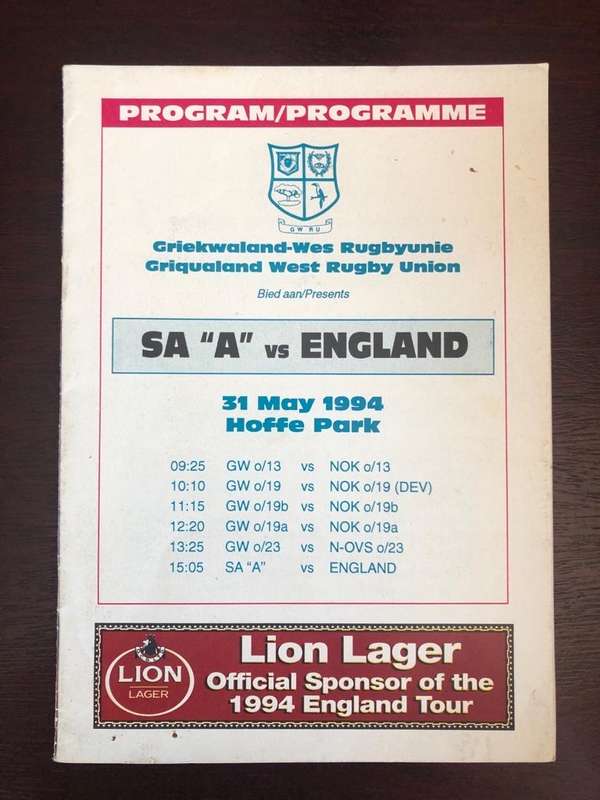 PROGRAM/PROGRAMME
GW RU
Griekwaland-Wes Rugbyunie
Griqualand West Rugby Union
Bied aan/Presents
SA "A" vs ENGLAND
31 May 1994
Hoffe Park
09:25 GW o/13 vs NOK o/13
10:10 GW o/19 vs NOK o/19 (DEV)
11:15 GW o/19b vs NOK o/19b
12:20 GW o/19a vs NOK o/19a
13:25 GW o/23 vs N-OVS o/23
15:05 SA "A" vs ENGLAND
LION
LAGER
Lion Lager
Official Sponsor of the
1994 England Tour